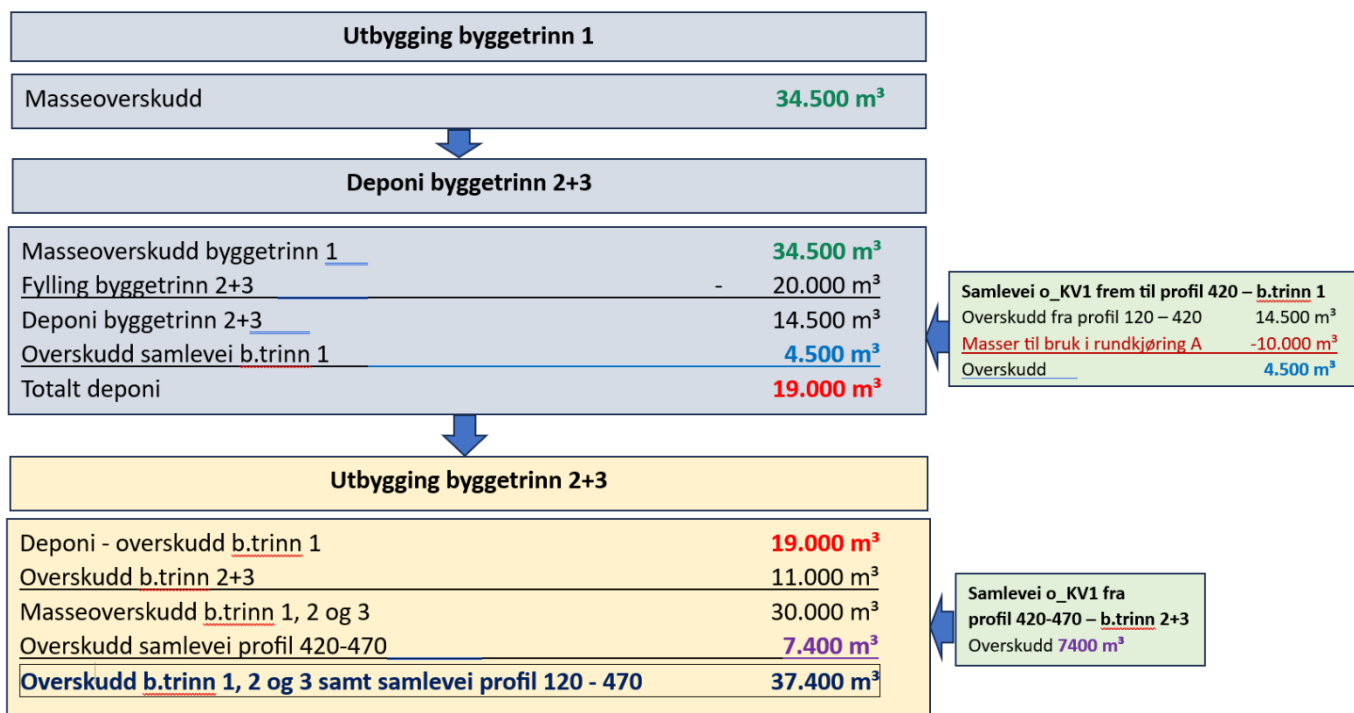 Utbygging byggetrinn 1
Masseoverskudd 34.500 m³
Deponi byggetrinn 2+3
Masseoverskudd byggetrinn 1 34.500 m³
Fylling byggetrinn 2+3 - 20.000 m³
Deponi byggetrinn 2+3 14.500 m³
Overskudd samlevei b.trinn 1 4.500 m³
Totalt deponi 19.000 m³
Samlevei o_KV1 frem til profil 420 – b.trinn 1
Overskudd fra profil 120 – 420 14.500 m³
Masser til bruk i rundkjøring A -10.000 m³
Overskudd 4.500 m³
Utbygging byggetrinn 2+3
Deponi - overskudd b.trinn 1 19.000 m³
Overskudd b.trinn 2+3 11.000 m³
Masseoverskudd b.trinn 1, 2 og 3 30.000 m³
Overskudd samlevei profil 420-470 7.400 m³
Overskudd b.trinn 1, 2 og 3 samt samlevei profil 120 - 470 37.400 m³
Samlevei o_KV1 fra
profil 420-470 – b.trinn 2+3
Overskudd 7400 m³